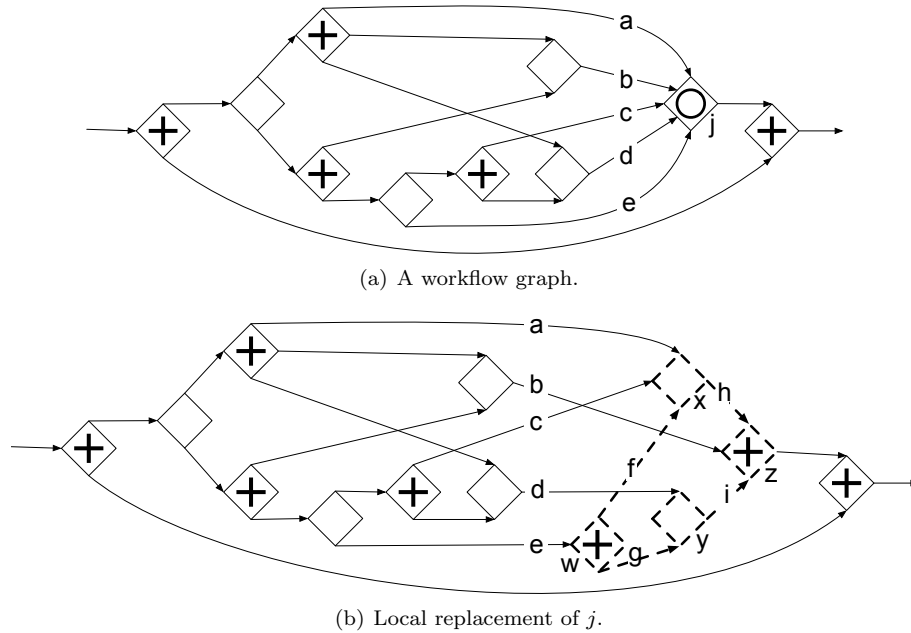 a
b
c
j
d
e
(a) A workflow graph.
a
b
h
x
c
f
z
d
i
e
w
g
y
(b) Local replacement of j.